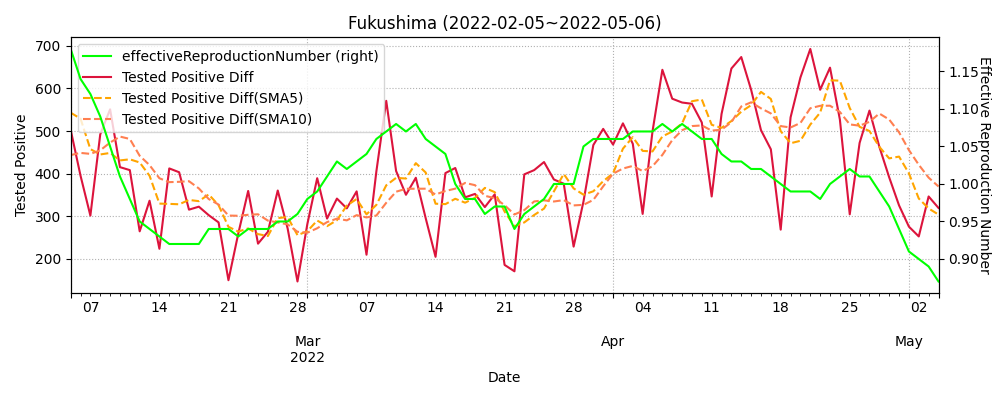 Fukushima (2022-02-05~2022-05-06)
effectiveReproductionNumber (right)
Tested Positive Diff
Tested Positive Diff(SMA5)
Tested Positive Diff(SMA10)
Tested Positive
700
600
500
400
300
200
1.15
1.10
1.05
1.00
0.95
0.90
Effective Reproduction Number
07 14 21 28 07 14 21 28 04 11 18 25 02
Mar Apr May
2022
Date